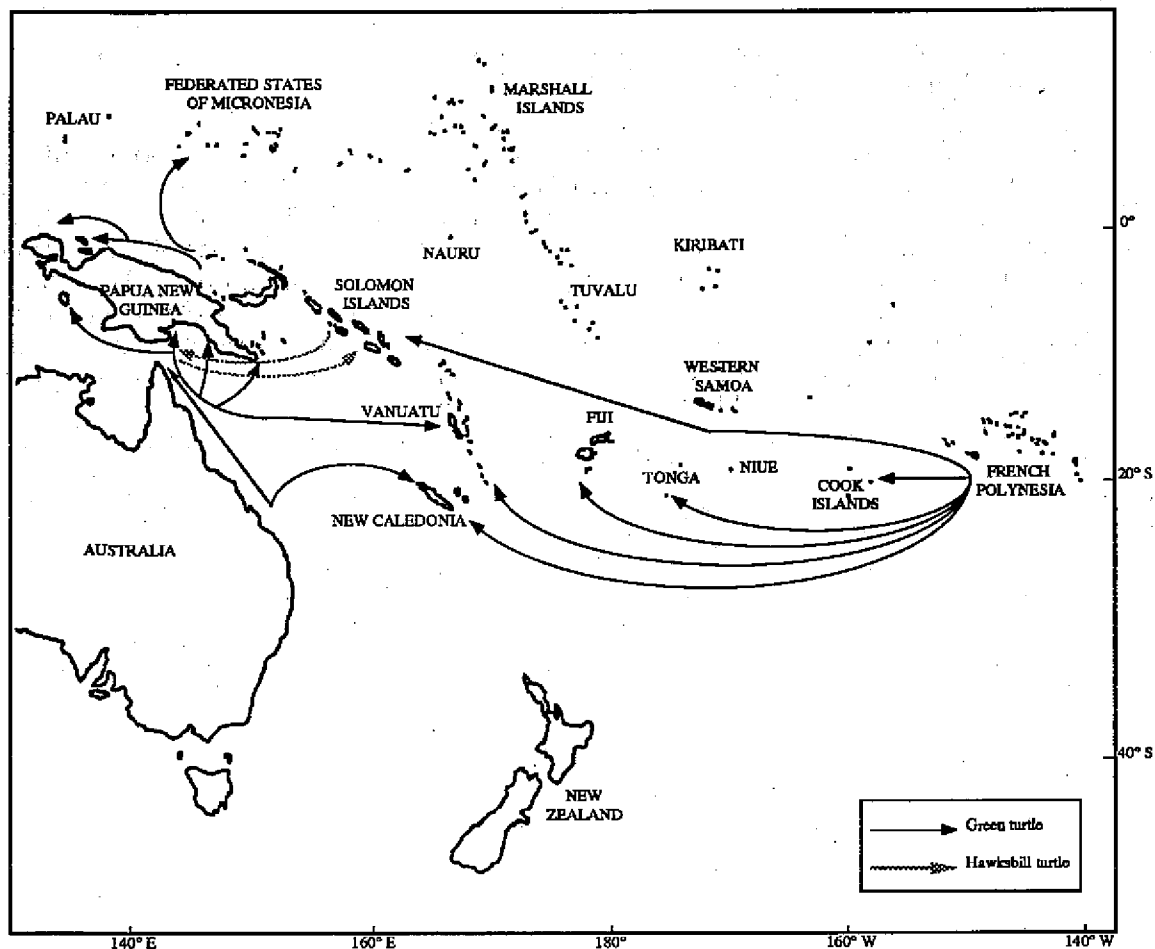 FEDERATED STATES
OF MICRONESIA
MARSHALL
ISLANDS
PALAU
0°
NAURU
KIRIBATI
SOLOMON
ISLANDS
TUVALU
PAPUA NEW
GUINEA
WESTERN
SAMOA
VANUATU
FIJI
TONGA
NIUE
COOK
ISLANDS
FRENCH
POLYNESIA
20° S
NEW CALEDONIA
AUSTRALIA
40° S
NEW
ZEALAND
Green turtle
Hawksbill turtle
140° E
160° E
180°
160° W
140° W